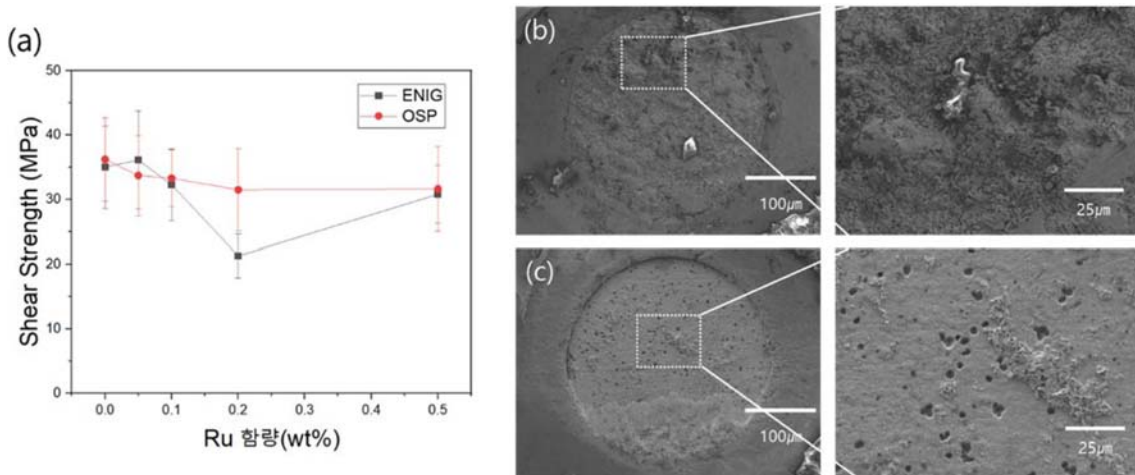 (a)
50
40
30
20
10
0
Shear Strength (MPa)
ENIG
OSP
0.0 0.1 0.2 0.3 0.4 0.5
Ru 함량(wt%)
(b)
100㎛
25㎛
(c)
100㎛
25㎛